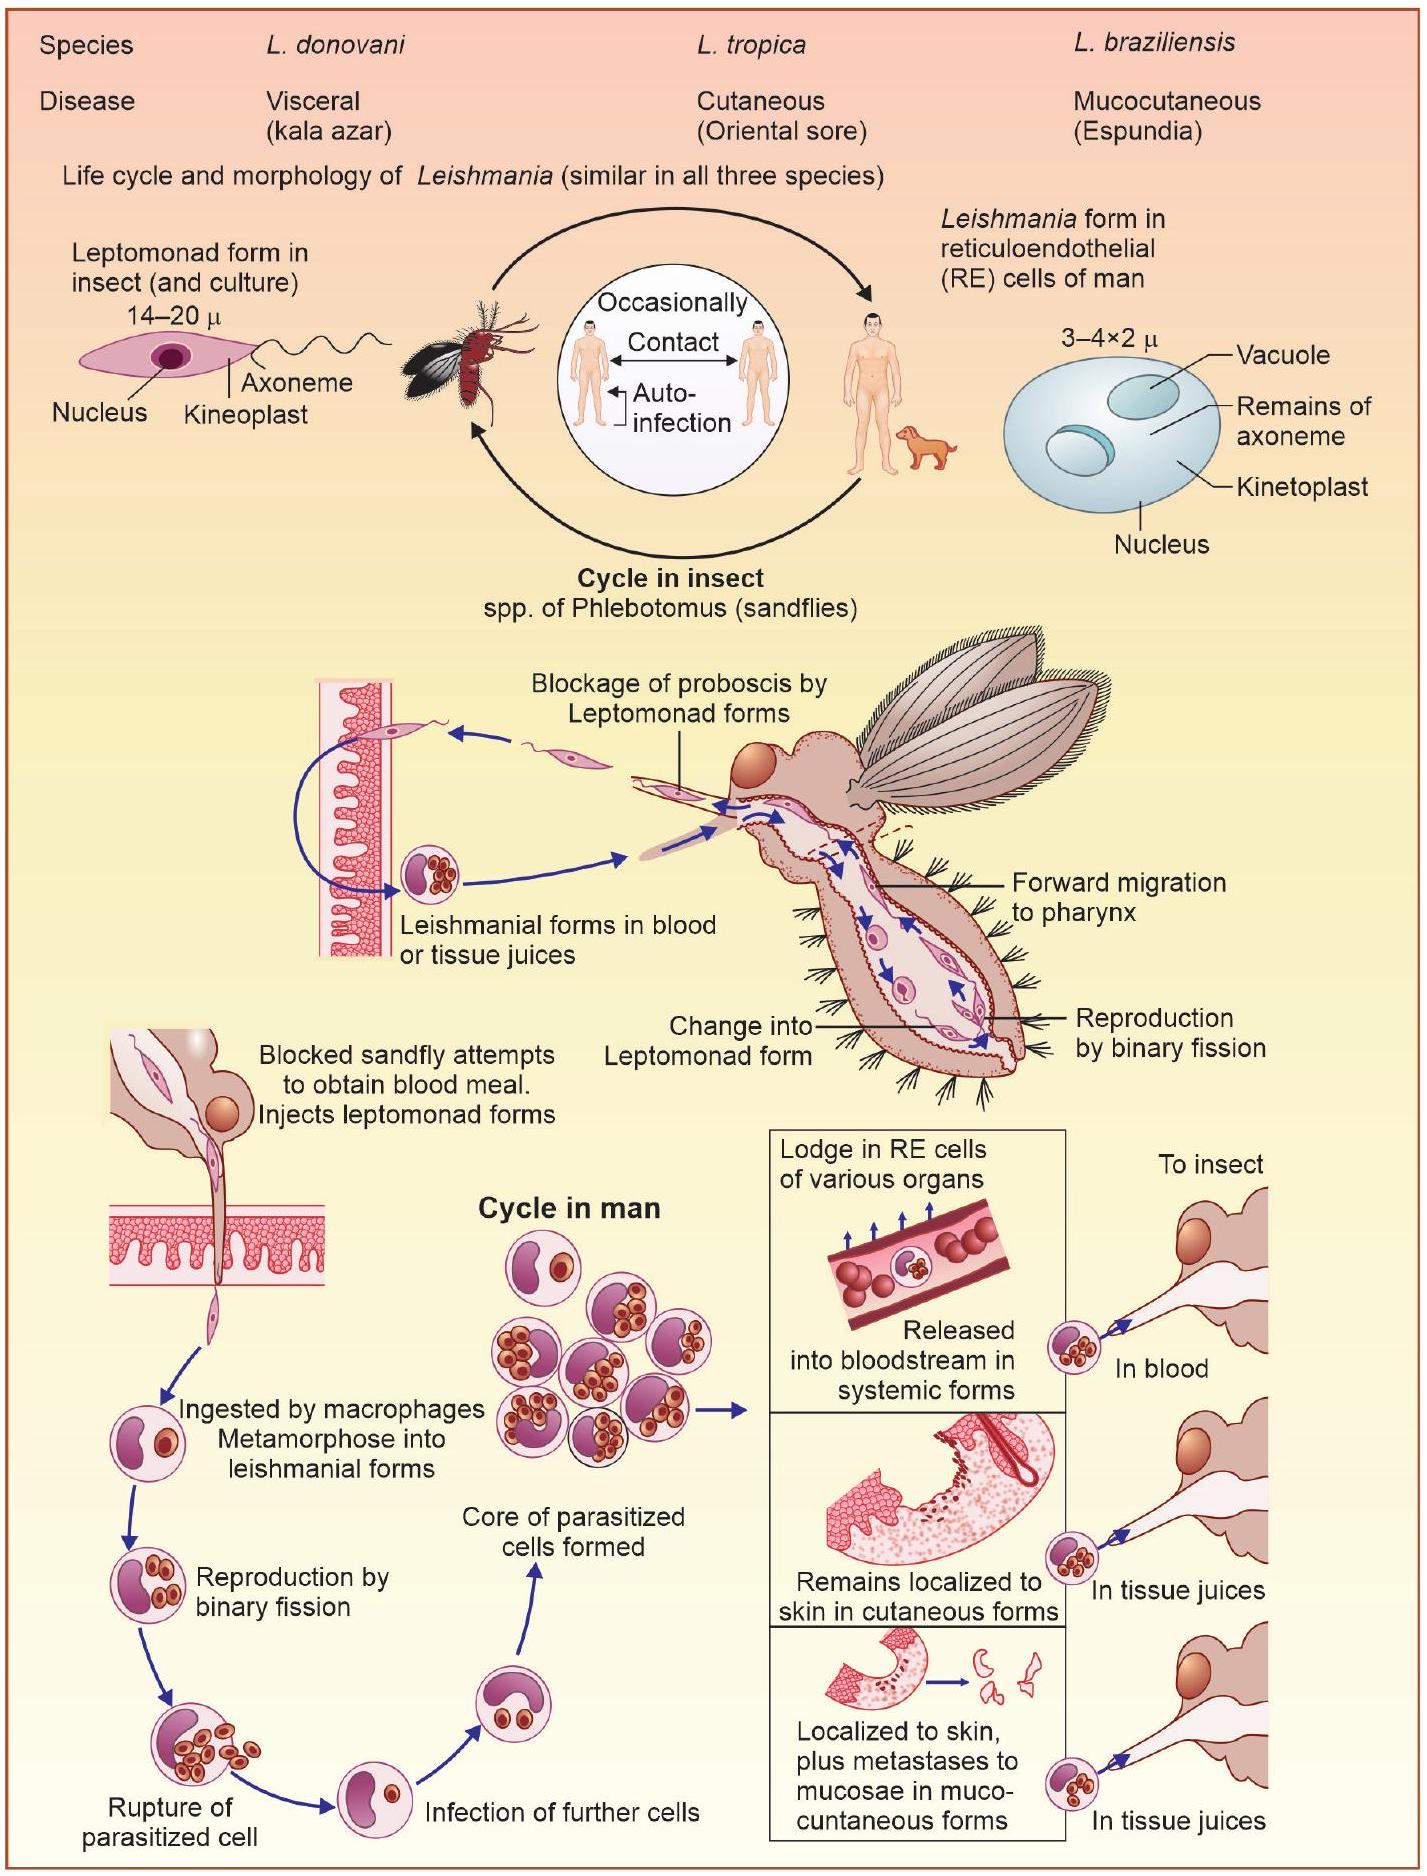 Species L. donovani L. tropica L. braziliensis
Disease Visceral Cutaneous Mucocutaneous
(kala azar) (Oriental sore) (Espundia)
Life cycle and morphology of Leishmania (similar in all three species)
Leptomonad form in
insect (and culture)
14–20 µ
Axoneme
Nucleus Kineoplast
Occasionally
Contact
Auto-
infection
Leishmania form in
reticuloendothelial
(RE) cells of man
3–4×2 µ
Vacuole
Remains of
axoneme
Kinetoplast
Nucleus
Cycle in insect
spp. of Phlebotomus (sandflies)
Blockage of proboscis by
Leptomonad forms
Leishmanial forms in blood
or tissue juices
Forward migration
to pharynx
Change into
Leptomonad form
Reproduction
by binary fission
Blocked sandfly attempts
to obtain blood meal.
Injects leptomonad forms
Cycle in man
Ingested by macrophages
Metamorphose into
leishmanial forms
Reproduction by
binary fission
Rupture of
parasitized cell
Infection of further cells
Core of parasitized
cells formed
Lodge in RE cells
of various organs
Released
into bloodstream in
systemic forms
To insect
In blood
Remains localized to
skin in cutaneous forms
In tissue juices
Localized to skin,
plus metastases to
mucosae in muco-
cuntaneous forms
In tissue juices